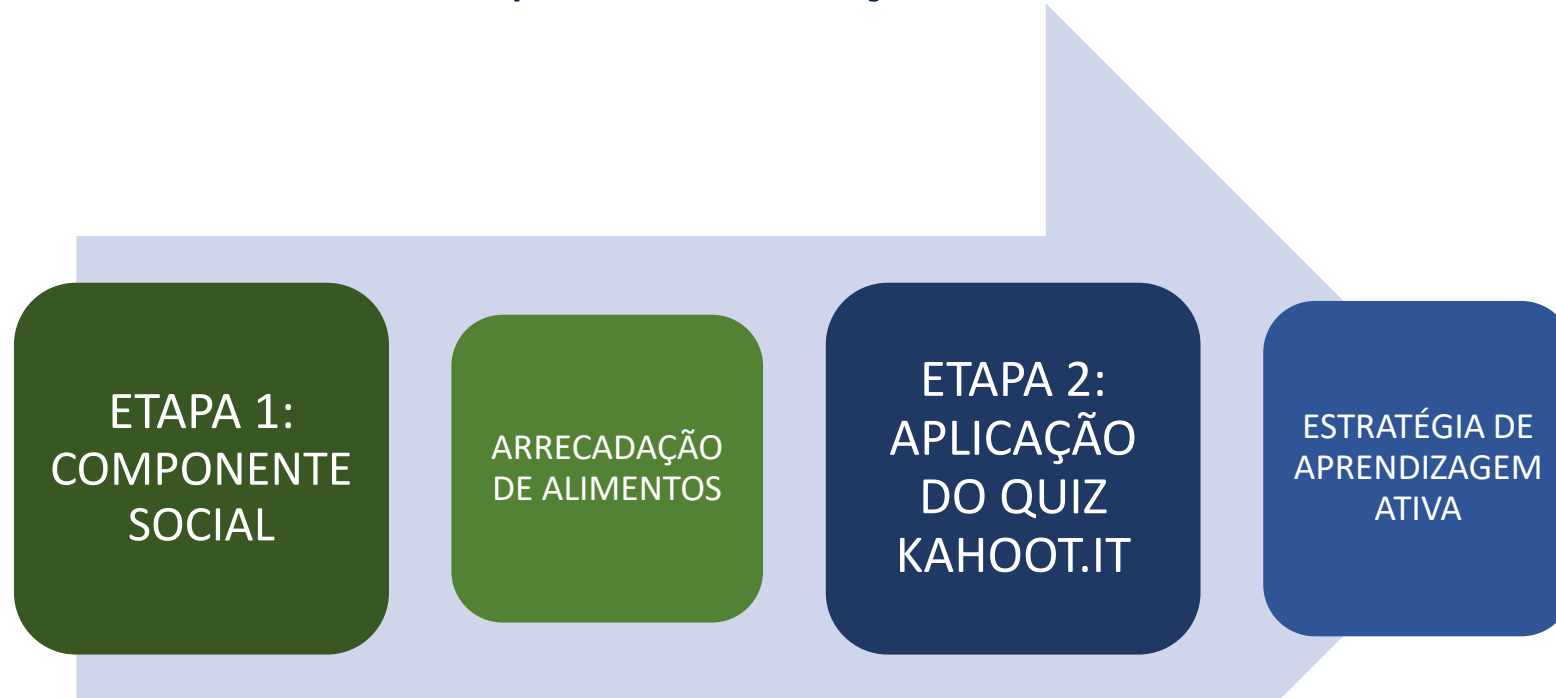 ETAPA 1:
COMPONENTE
SOCIAL
ARRECADAÇÃO
DE ALIMENTOS
ETAPA 2:
APLICAÇÃO
DO QUIZ
KAHOOT.IT
ESTRATÉGIA DE
APRENDIZAGEM
ATIVA